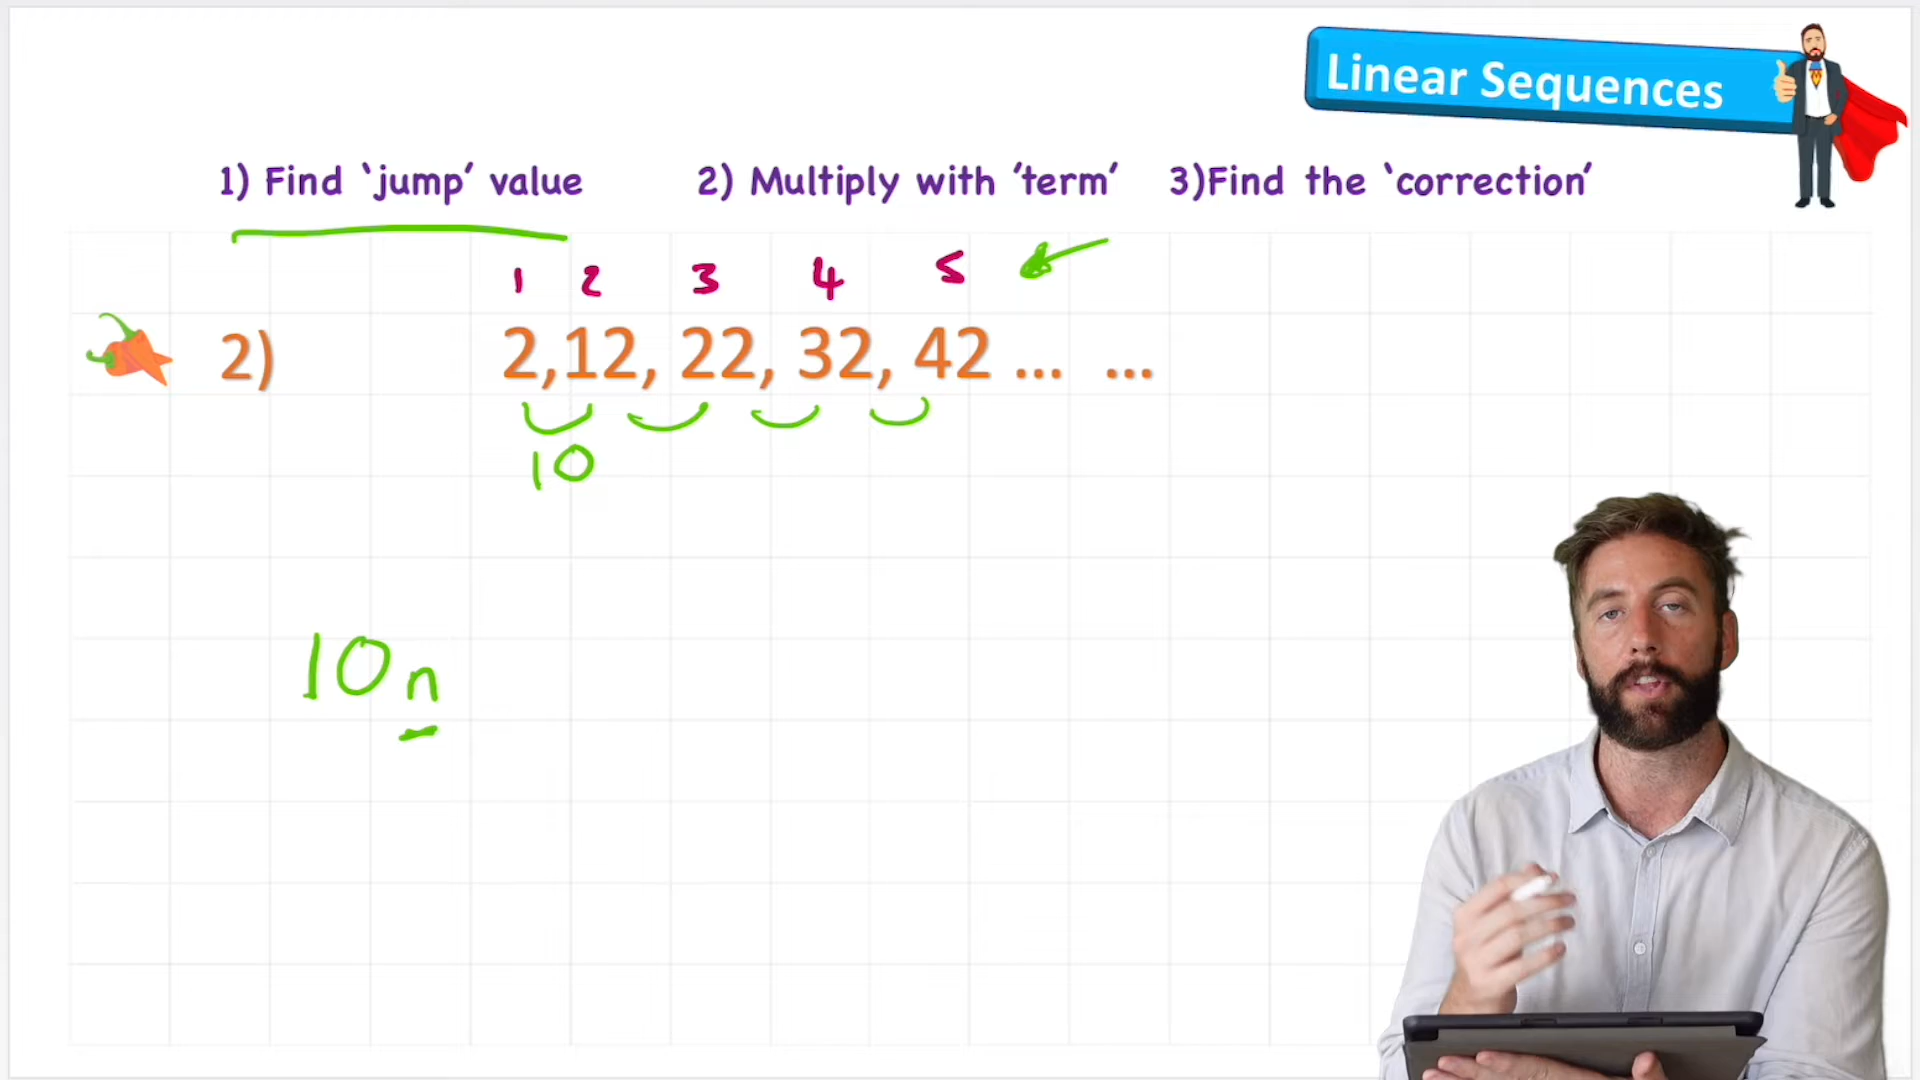 Linear Sequences
1) Find ‘jump’ value 2) Multiply with ‘term’ 3)Find the ‘correction’
1 2 3 4 5
2) 2,12, 22, 32, 42 ... ...
10
10n